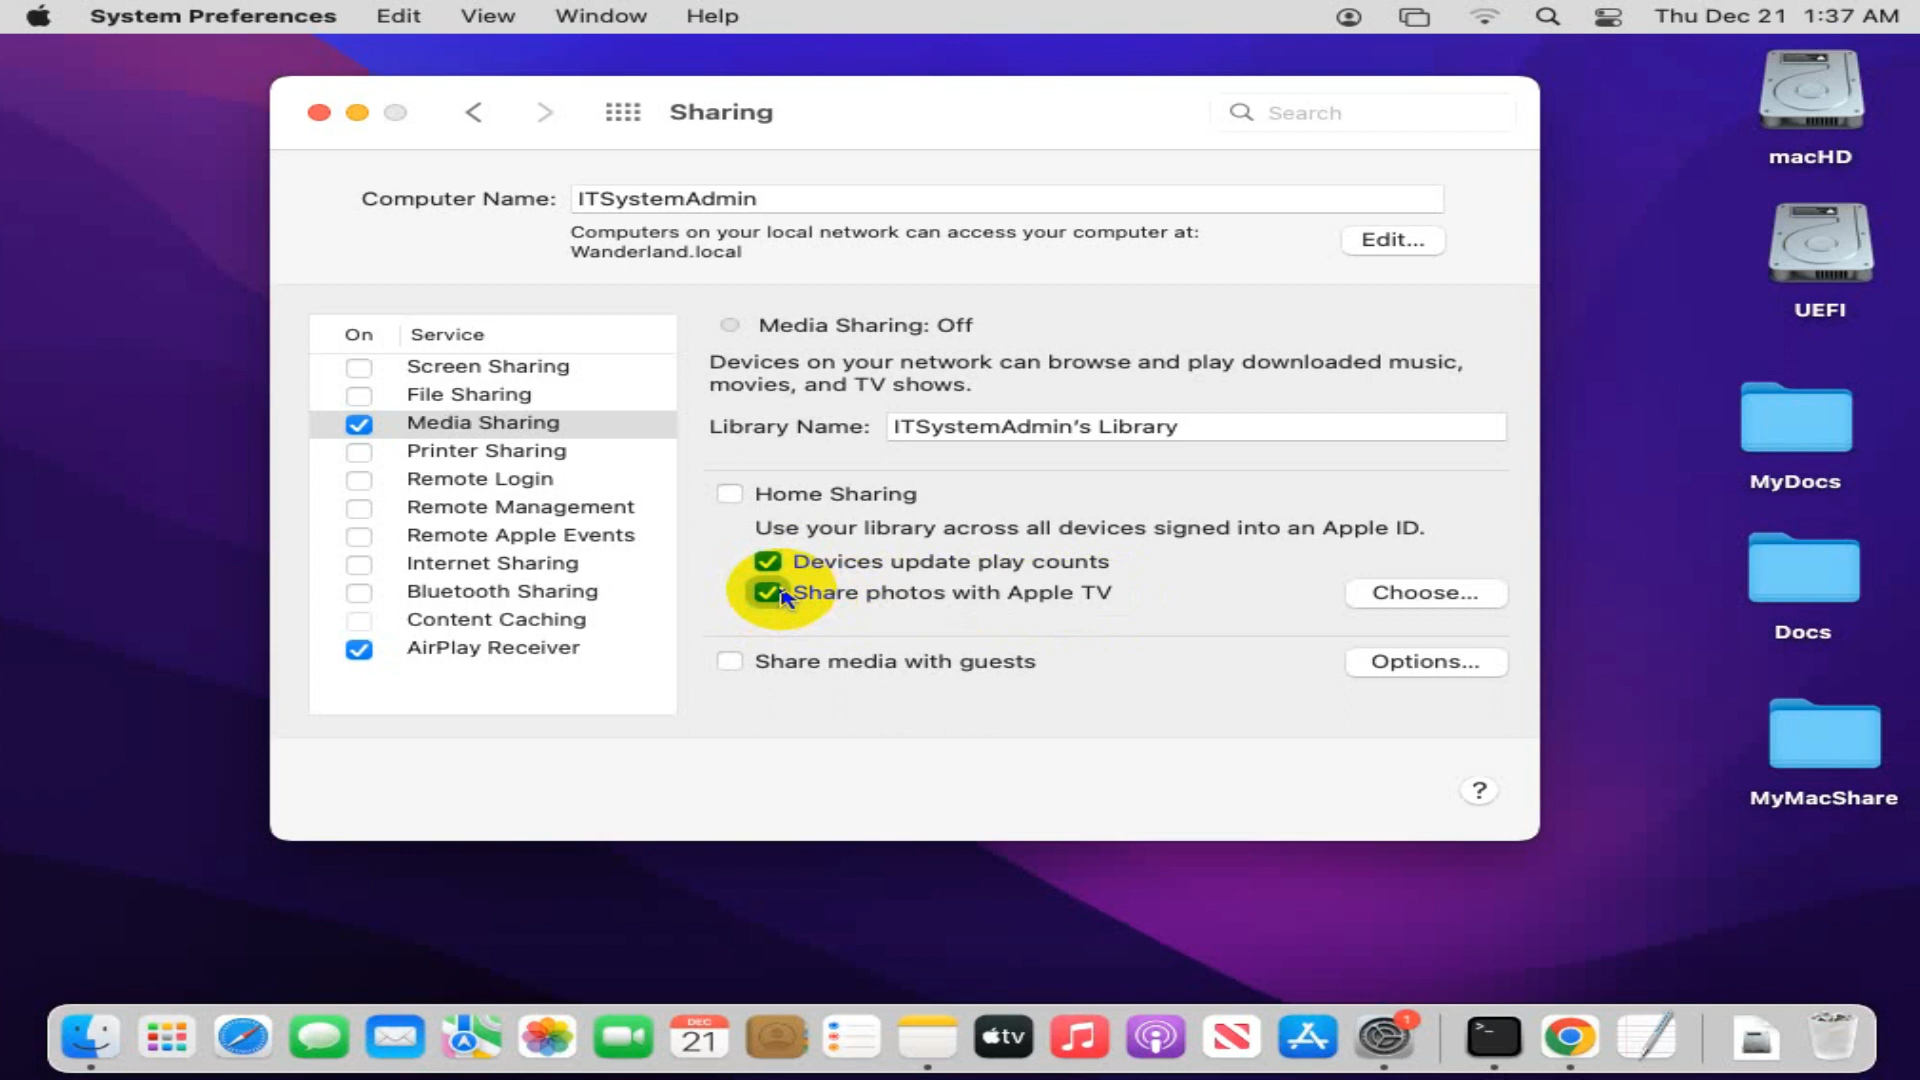 System Preferences Edit View Window Help Thu Dec 21 1:37 AM
Sharing
Search
macHD
Computer Name: ITSystemAdmin
Computers on your local network can access your computer at:
Wanderland.local
Edit...
UEFI
On Service
Screen Sharing
File Sharing
Media Sharing
Printer Sharing
Remote Login
Remote Management
Remote Apple Events
Internet Sharing
Bluetooth Sharing
Content Caching
AirPlay Receiver
Media Sharing: Off
Devices on your network can browse and play downloaded music,
movies, and TV shows.
Library Name: ITSystemAdmin's Library
Home Sharing
Use your library across all devices signed into an Apple ID.
Devices update play counts
Share photos with Apple TV Choose...
Share media with guests Options...
?
MyDocs
Docs
MyMacShare
DEC
21
tv
1
>_